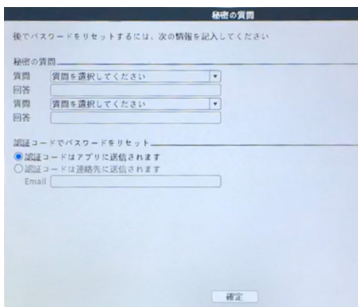 秘密の質問
後でパスワードをリセットするには、次の情報を記入してください
秘密の質問
質問 質問を選択してください
回答
質問 質問を選択してください
回答
認証コードでパスワードをリセット
認証コードはアプリに送信されます
認証コードは連絡先に送信されます
Email
確定